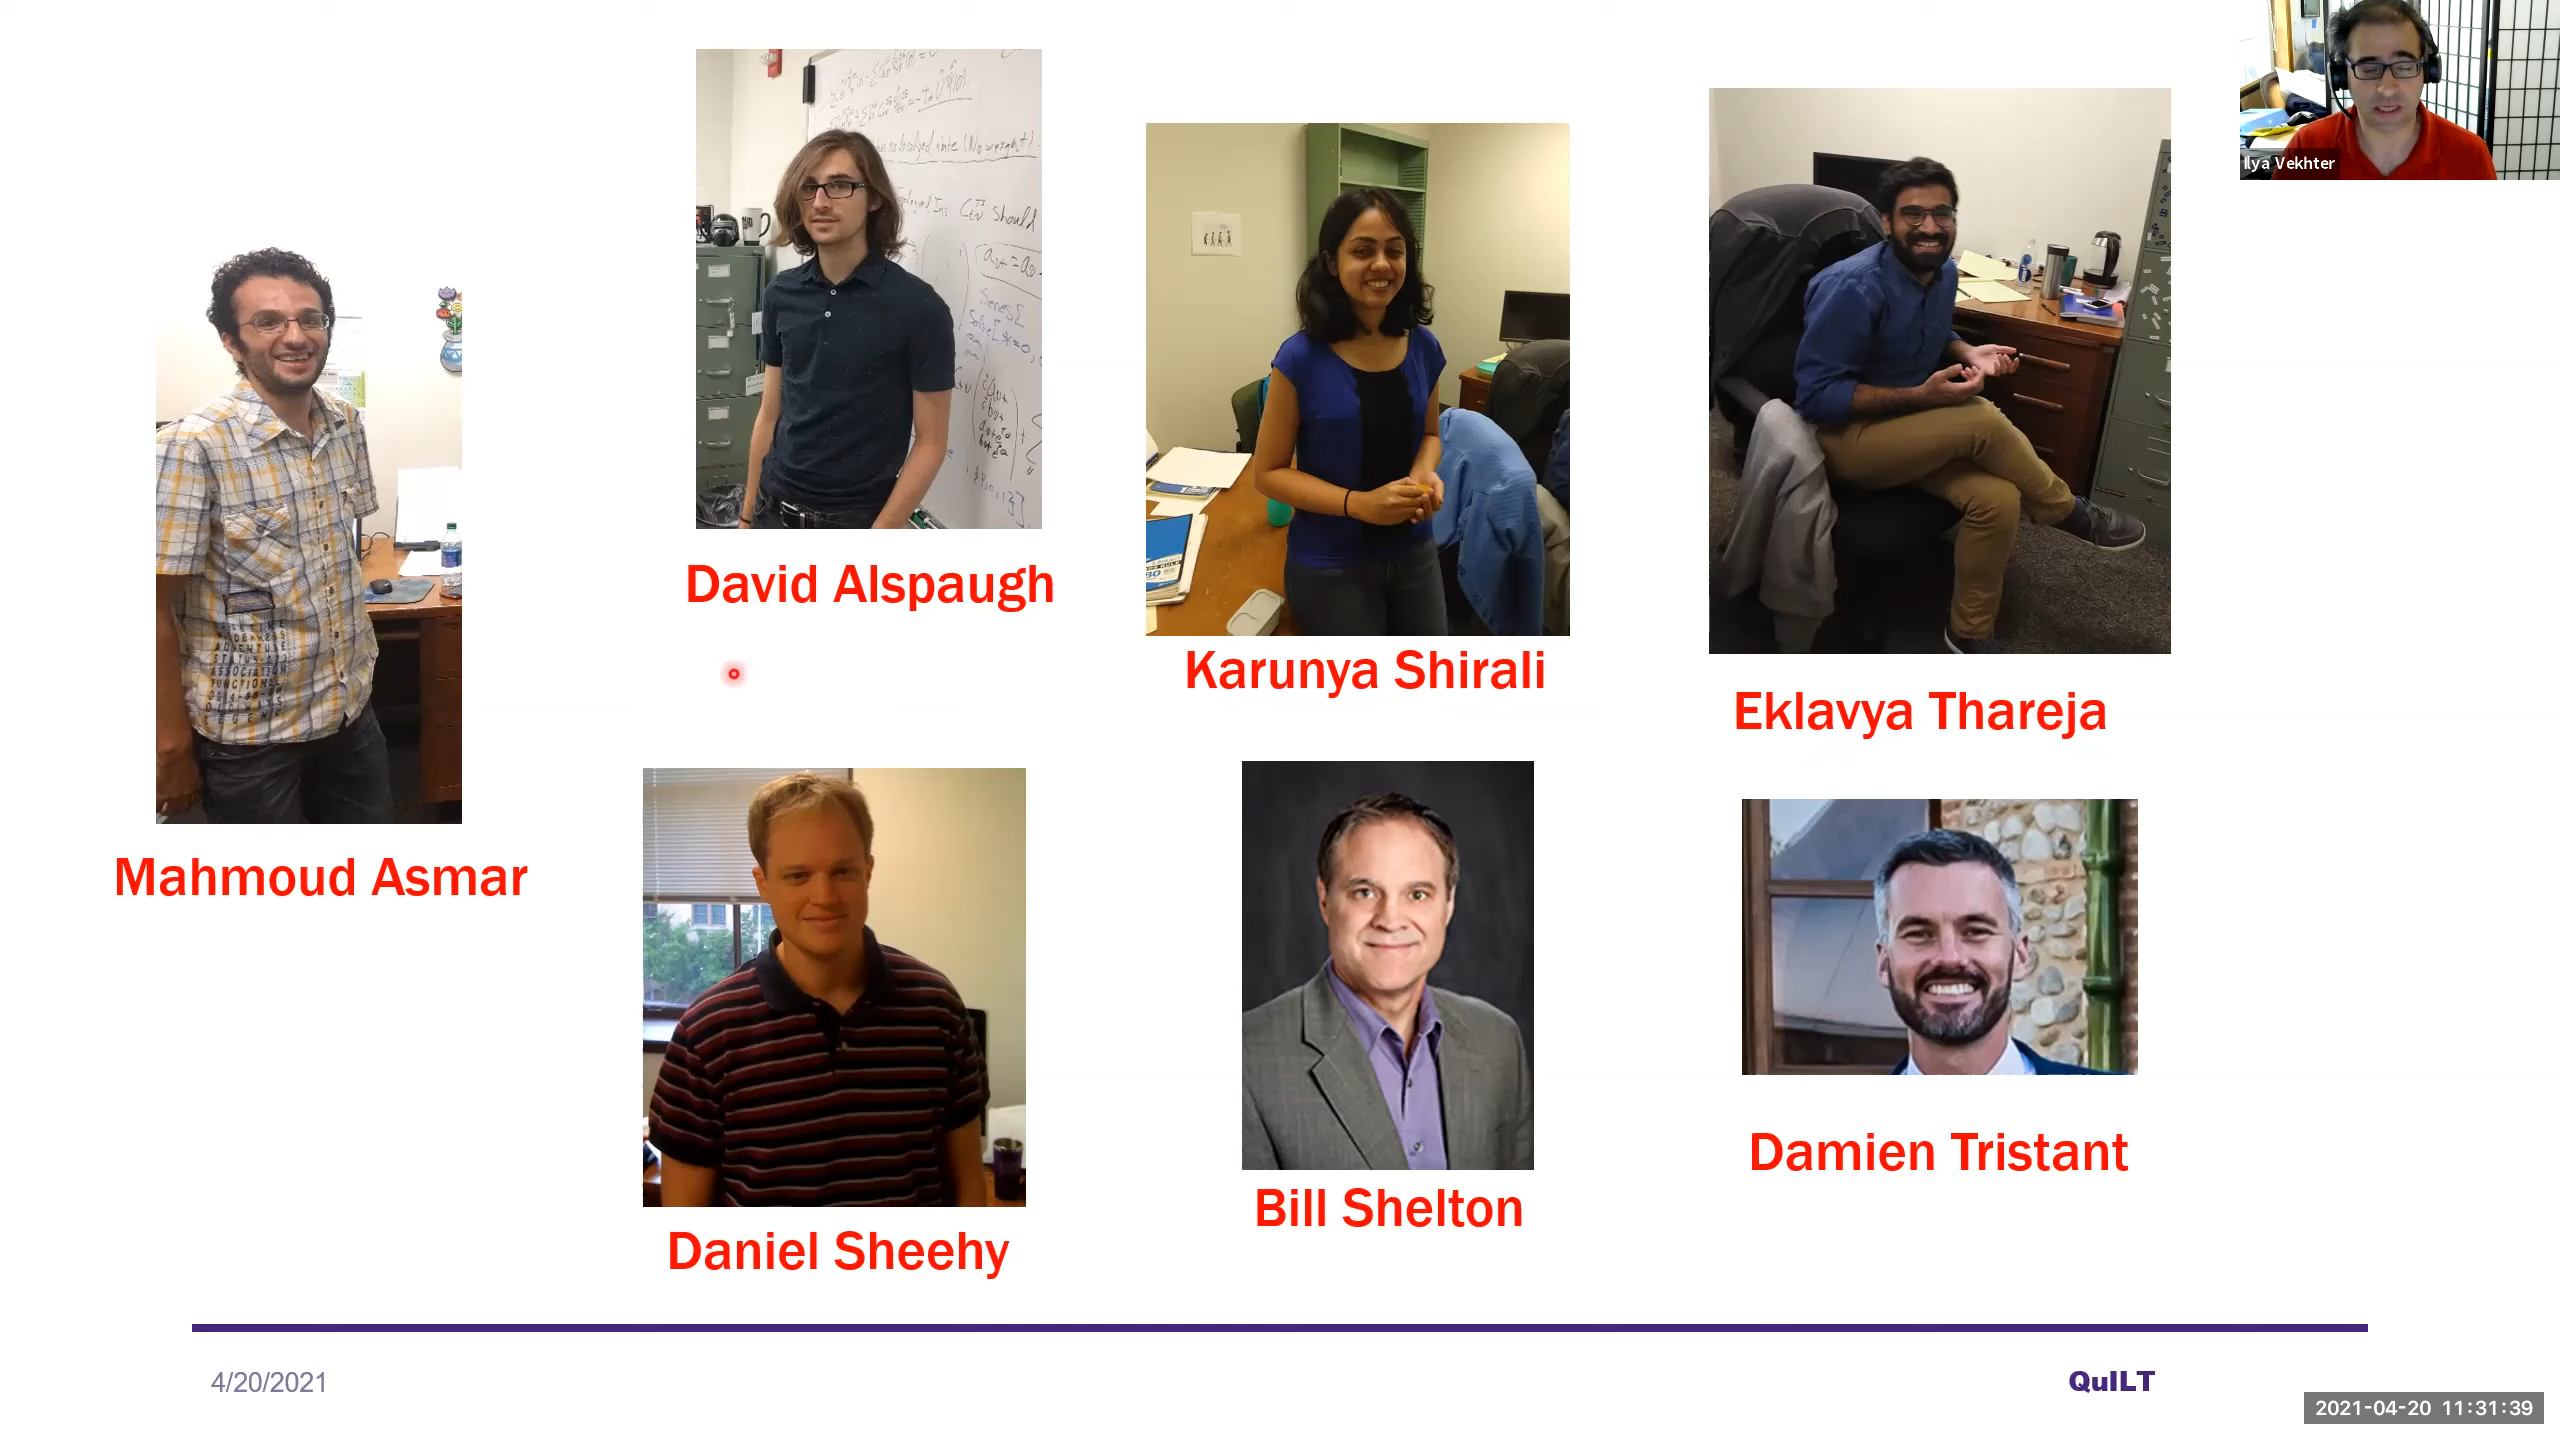 Ilya Vekhter
David Alspaugh
Karunya Shirali
Eklavya Thareja
Mahmoud Asmar
Daniel Sheehy
Bill Shelton
Damien Tristant
4/20/2021
QuILT
2021-04-20 11:31:39